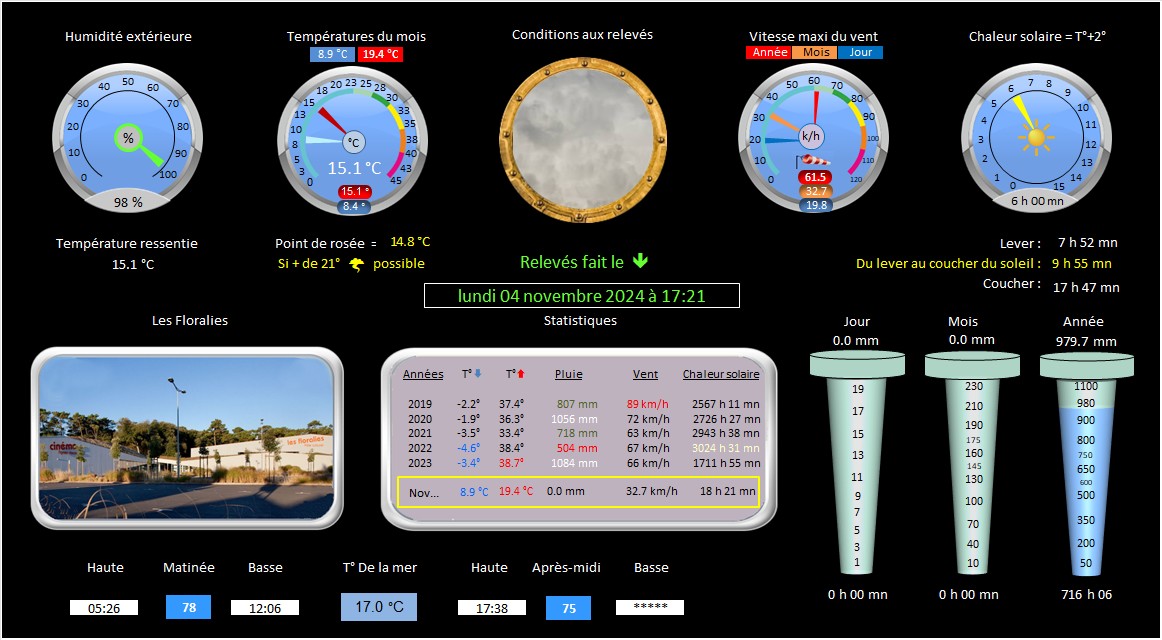 Humidité extérieure
0 10 20 30 40 50 60 70 80 90 100
%
98 %
Températures du mois
8.9 °C 19.4 °C
0 3 5 8 10 13 15 18 20 23 25 28 30 33 35 38 40 43 45
°C
15.1 °C
15.1 °
8.4 °
Conditions aux relevés
Vitesse maxi du vent
Année Mois Jour
0 10 20 30 40 50 60 70 80 90 100 110 120
k/h
61.5
32.7
19.8
Chaleur solaire = T°+2°
0 1 2 3 4 5 6 7 8 9 10 11 12 13 14 15
6 h 00 mn
Température ressentie
15.1 °C
Point de rosée = 14.8 °C
Si + de 21° possible
Relevés fait le
lundi 04 novembre 2024 à 17:21
Lever : 7 h 52 mn
Du lever au coucher du soleil : 9 h 55 mn
Coucher : 17 h 47 mn
Les Floralies
cinéma
les floralies
Statistiques
Années T° T° Pluie Vent Chaleur solaire
2019 -2.2° 37.4° 807 mm 89 km/h 2567 h 11 mn
2020 -1.9° 36.3° 1056 mm 72 km/h 2726 h 27 mn
2021 -3.5° 33.4° 718 mm 63 km/h 2943 h 38 mn
2022 -4.6° 38.4° 504 mm 67 km/h 3024 h 31 mn
2023 -3.4° 38.7° 1084 mm 66 km/h 1711 h 55 mn
Nov... 8.9 °C 19.4 °C 0.0 mm 32.7 km/h 18 h 21 mn
Jour
0.0 mm
19
17
15
13
11
9
7
5
3
1
0 h 00 mn
Mois
0.0 mm
230
210
190
175
160
145
130
100
70
40
10
0 h 00 mn
Année
979.7 mm
1100
980
900
800
750
650
600
500
350
200
50
716 h 06
Haute Matinée Basse
05:26 78 12:06
T° De la mer
17.0 °C
Haute Après-midi Basse
17:38 75 *****